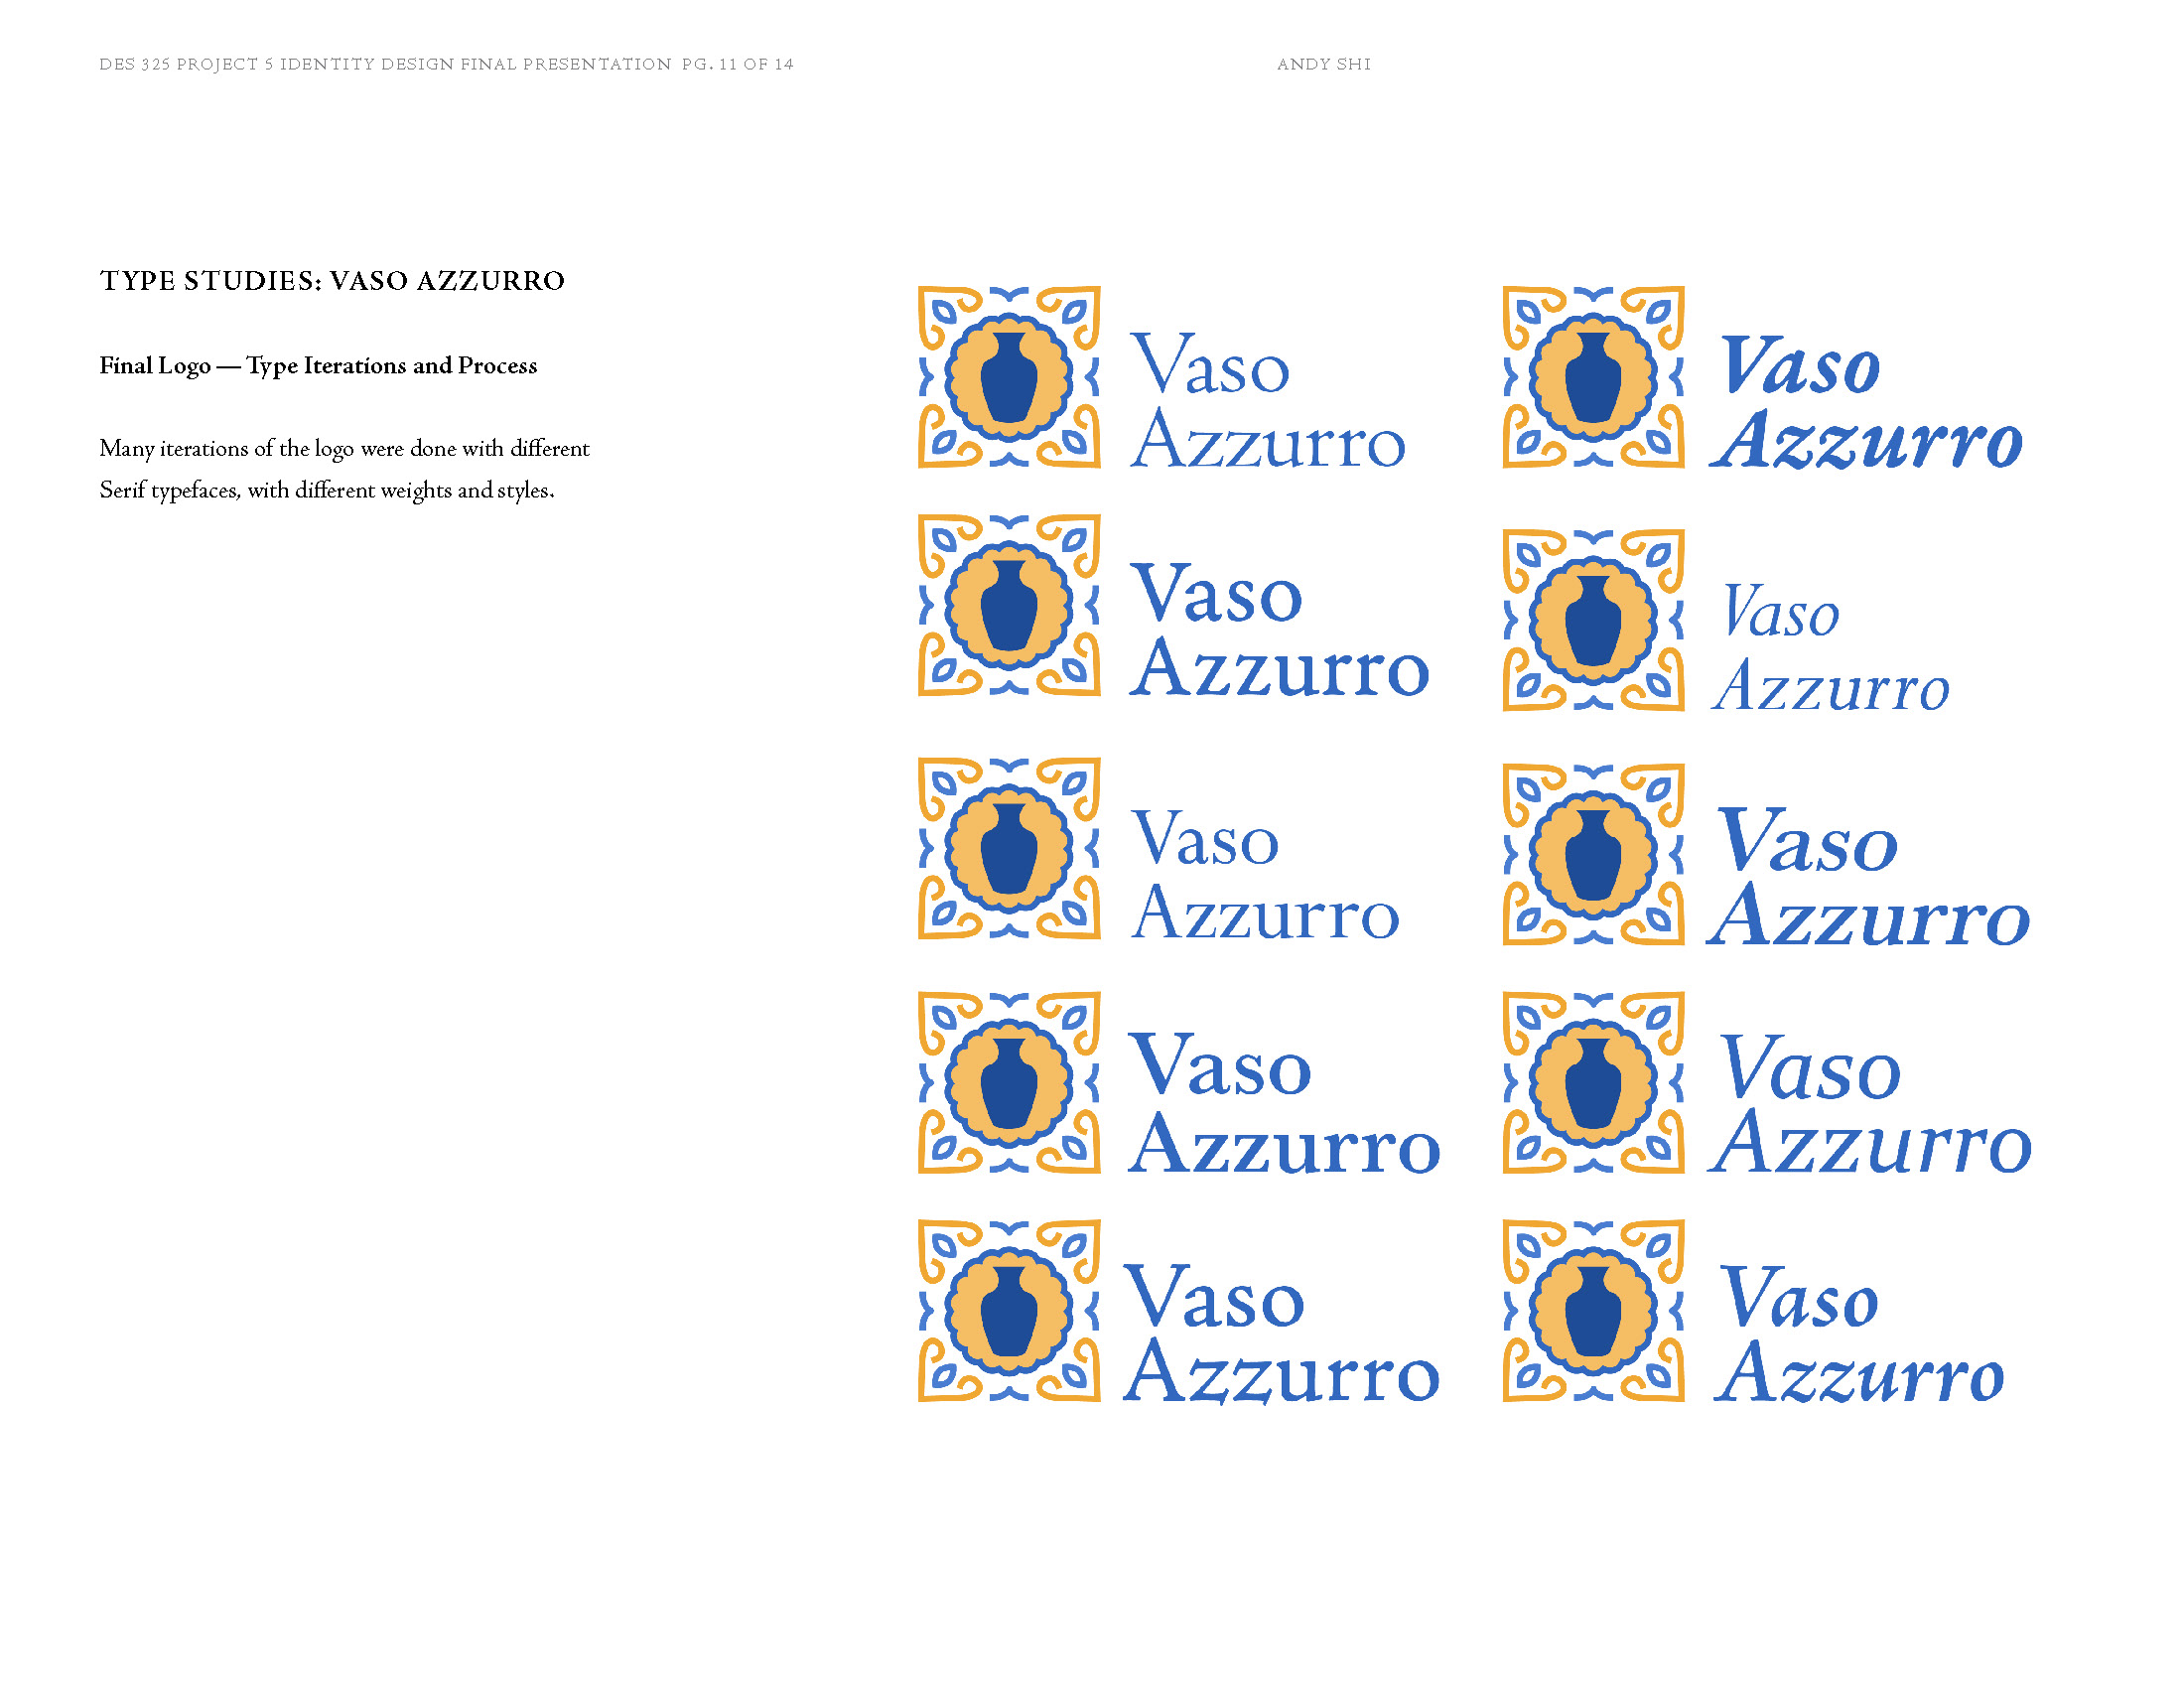 DES 325 PROJECT 5 IDENTITY DESIGN FINAL PRESENTATION PG. 11 OF 14
ANDY SHI
TYPE STUDIES: VASO AZZURRO
Final Logo — Type Iterations and Process
Many iterations of the logo were done with different
Serif typefaces, with different weights and styles.
Vaso
Azzurro
Vaso
Azzurro
Vaso
Azzurro
Vaso
Azzurro
Vaso
Azzurro
Vaso
Azzurro
Vaso
Azzurro
Vaso
Azzurro
Vaso
Azzurro
Vaso
Azzurro